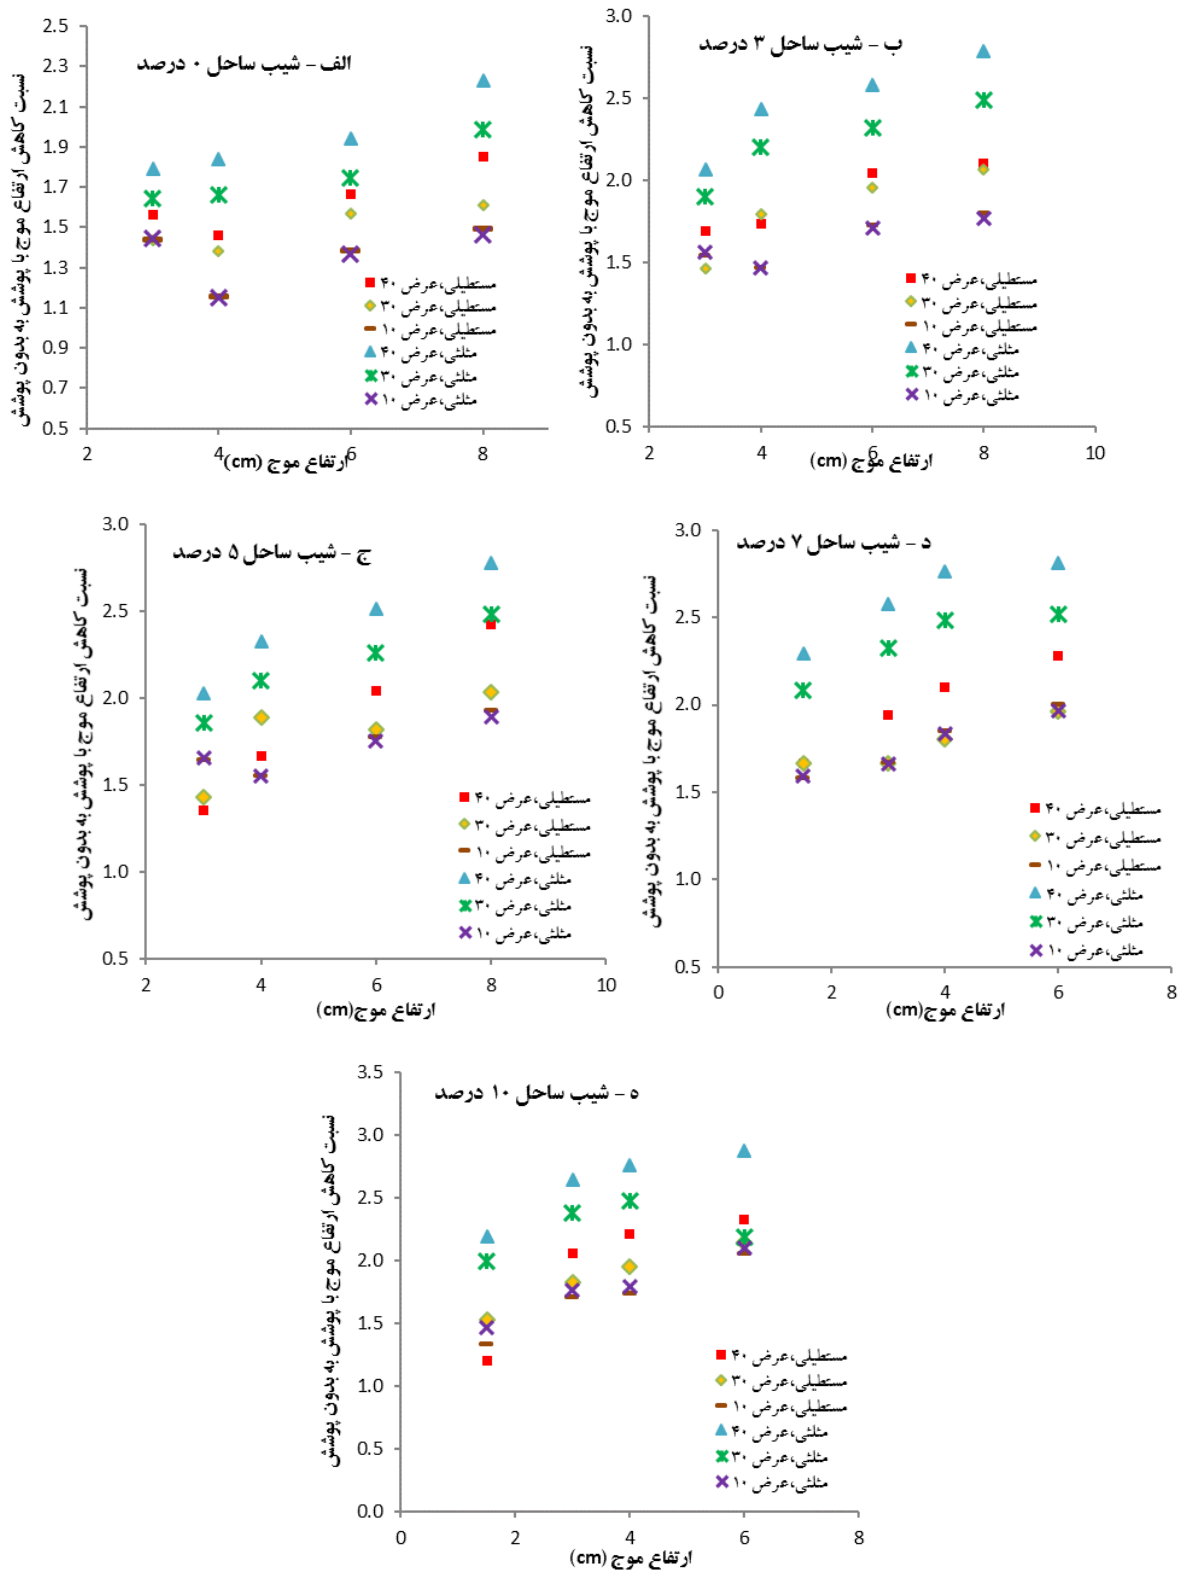 الف - شیب ساحل ۰ درصد
نسبت کاهش ارتفاع موج با پوشش به بدون پوشش
2.5
2.3
2.1
1.9
1.7
1.5
1.3
1.1
0.9
0.7
0.5
2 4 6 8
ارتفاع موج (cm)
مستطیلی،عرض ۴۰
مستطیلی،عرض ۳۰
مستطیلی،عرض ۱۰
مثلثی،عرض ۴۰
مثلثی،عرض ۳۰
مثلثی،عرض ۱۰
ب - شیب ساحل ۳ درصد
نسبت کاهش ارتفاع موج با پوشش به بدون پوشش
3.0
2.5
2.0
1.5
1.0
0.5
2 4 6 8 10
ارتفاع موج (cm)
مستطیلی،عرض ۴۰
مستطیلی،عرض ۳۰
مستطیلی،عرض ۱۰
مثلثی،عرض ۴۰
مثلثی،عرض ۳۰
مثلثی،عرض ۱۰
ج - شیب ساحل ۵ درصد
نسبت کاهش ارتفاع موج با پوشش به بدون پوشش
3.0
2.5
2.0
1.5
1.0
0.5
2 4 6 8 10
ارتفاع موج(cm)
مستطیلی،عرض ۴۰
مستطیلی،عرض ۳۰
مستطیلی،عرض ۱۰
مثلثی،عرض ۴۰
مثلثی،عرض ۳۰
مثلثی،عرض ۱۰
د - شیب ساحل ۷ درصد
نسبت کاهش ارتفاع موج با پوشش به بدون پوشش
3.0
2.5
2.0
1.5
1.0
0.5
0 2 4 6 8
ارتفاع موج(cm)
مستطیلی،عرض ۴۰
مستطیلی،عرض ۳۰
مستطیلی،عرض ۱۰
مثلثی،عرض ۴۰
مثلثی،عرض ۳۰
مثلثی،عرض ۱۰
ه - شیب ساحل ۱۰ درصد
نسبت کاهش ارتفاع موج با پوشش به بدون پوشش
3.5
3.0
2.5
2.0
1.5
1.0
0.5
0.0
0 2 4 6 8
ارتفاع موج (cm)
مستطیلی،عرض ۴۰
مستطیلی،عرض ۳۰
مستطیلی،عرض ۱۰
مثلثی،عرض ۴۰
مثلثی،عرض ۳۰
مثلثی،عرض ۱۰